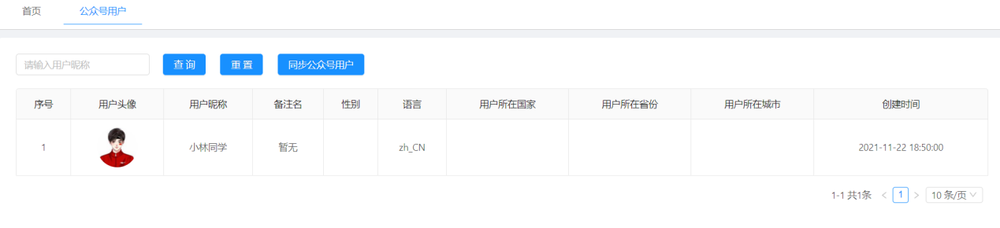 首页 公众号用户
请输入用户昵称 查 询 重 置 同步公众号用户
序号 用户头像 用户昵称 备注名 性别 语言 用户所在国家 用户所在省份 用户所在城市 创建时间
1 小林同学 暂无 zh_CN 2021-11-22 18:50:00
1-1 共1条 < 1 > 10 条/页